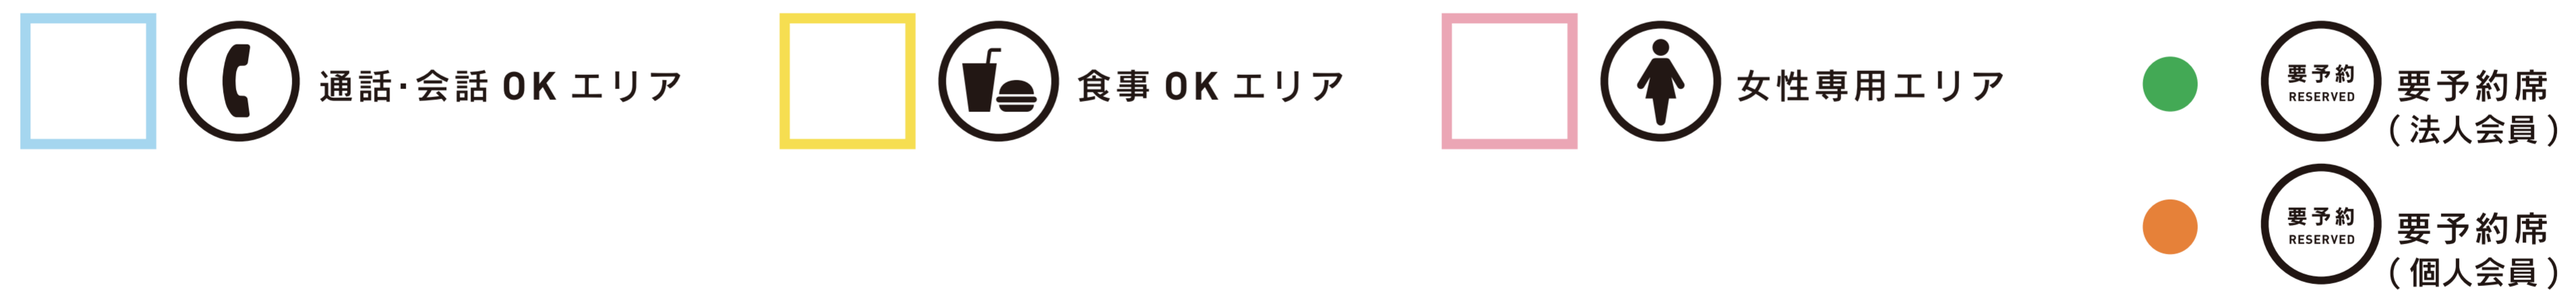 通話･会話 OK エリア
食事 OK エリア
女性専用エリア
要予約
RESERVED
要予約席
( 法人会員 )
要予約
RESERVED
要予約席
( 個人会員 )